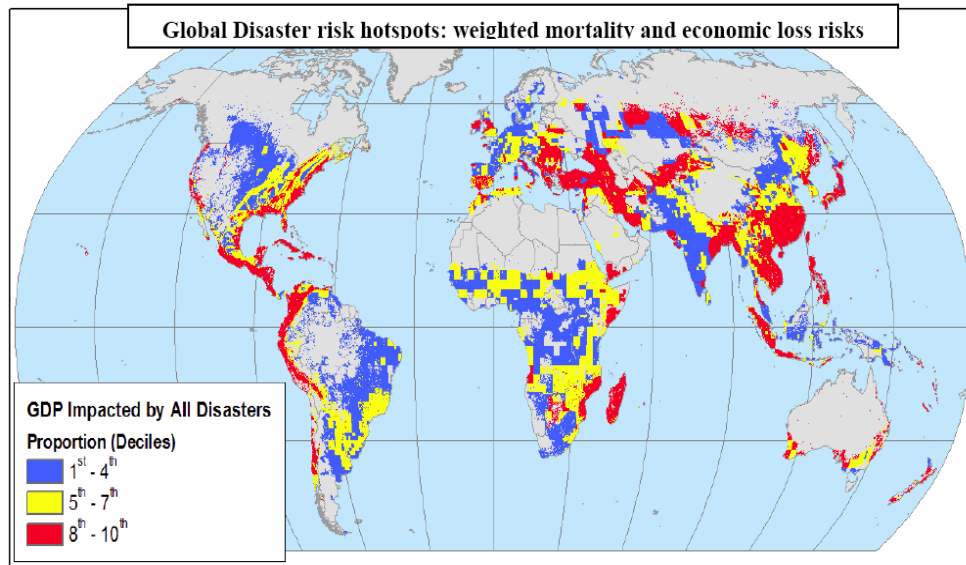 Global Disaster risk hotspots: weighted mortality and economic loss risks
GDP Impacted by All Disasters
Proportion (Deciles)
1st - 4th
5th - 7th
8th - 10th